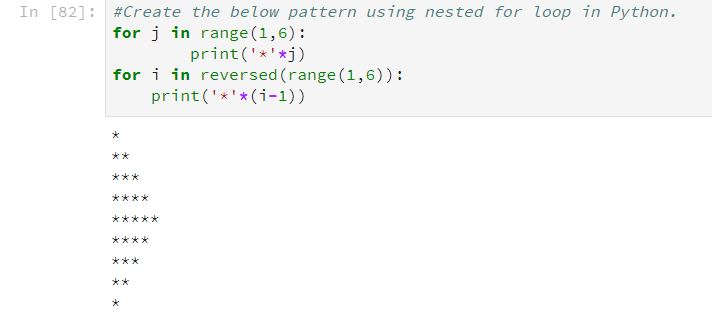 In [82]: #Create the below pattern using nested for loop in Python.
for j in range(1,6):
        print('*'*j)
for i in reversed(range(1,6)):
    print('*'*(i-1))
*
**
***
****
*****
****
***
**
*